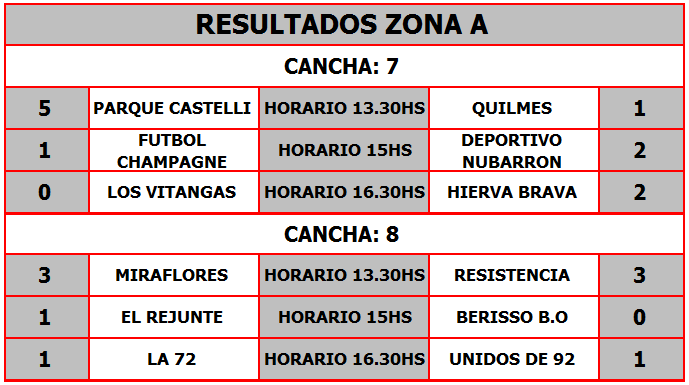 RESULTADOS ZONA A
CANCHA: 7
5 PARQUE CASTELLI HORARIO 13.30HS QUILMES 1
1 FUTBOL CHAMPAGNE HORARIO 15HS DEPORTIVO NUBARRON 2
0 LOS VITANGAS HORARIO 16.30HS HIERVA BRAVA 2
CANCHA: 8
3 MIRAFLORES HORARIO 13.30HS RESISTENCIA 3
1 EL REJUNTE HORARIO 15HS BERISSO B.O 0
1 LA 72 HORARIO 16.30HS UNIDOS DE 92 1